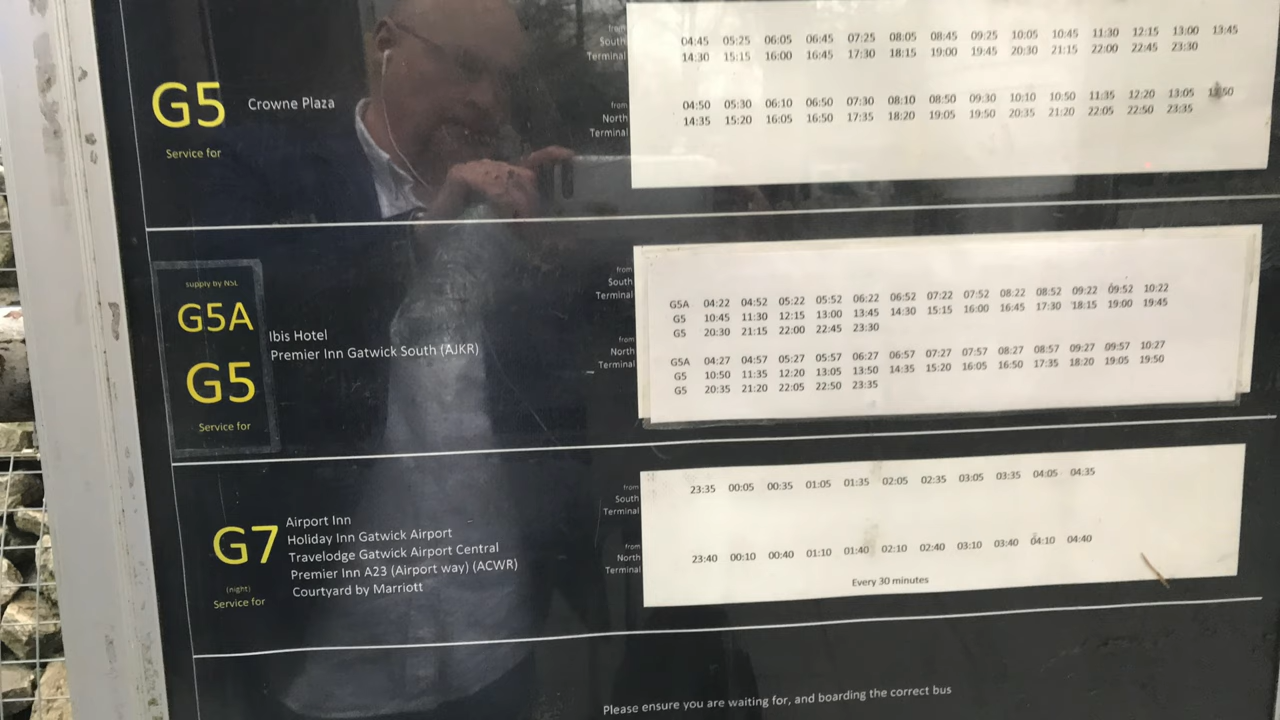 from
South
Terminal
04:45 05:25 06:05 06:45 07:25 08:05 08:45 09:25 10:05 10:45 11:30 12:15 13:00 13:45
14:30 15:15 16:00 16:45 17:30 18:15 19:00 19:45 20:30 21:15 22:00 22:45 23:30
G5
Crowne Plaza
Service for
from
North
Terminal
04:50 05:30 06:10 06:50 07:30 08:10 08:50 09:30 10:10 10:50 11:35 12:20 13:05 13:50
14:35 15:20 16:05 16:50 17:35 18:20 19:05 19:50 20:35 21:20 22:05 22:50 23:35
supply by NSL
G5A
G5
Service for
Ibis Hotel
Premier Inn Gatwick South (AJKR)
from
South
Terminal
G5A 04:22 04:52 05:22 05:52 06:22 06:52 07:22 07:52 08:22 08:52 09:22 09:52 10:22
G5 10:45 11:30 12:15 13:00 13:45 14:30 15:15 16:00 16:45 17:30 18:15 19:00 19:45
G5 20:30 21:15 22:00 22:45 23:30
from
North
Terminal
G5A 04:27 04:57 05:27 05:57 06:27 06:57 07:27 07:57 08:27 08:57 09:27 09:57 10:27
G5 10:50 11:35 12:20 13:05 13:50 14:35 15:20 16:05 16:50 17:35 18:20 19:05 19:50
G5 20:35 21:20 22:05 22:50 23:35
G7
(night)
Service for
Airport Inn
Holiday Inn Gatwick Airport
Travelodge Gatwick Airport Central
Premier Inn A23 (Airport way) (ACWR)
Courtyard by Marriott
from
South
Terminal
23:35 00:05 00:35 01:05 01:35 02:05 02:35 03:05 03:35 04:05 04:35
from
North
Terminal
23:40 00:10 00:40 01:10 01:40 02:10 02:40 03:10 03:40 04:10 04:40
Every 30 minutes
Please ensure you are waiting for, and boarding the correct bus